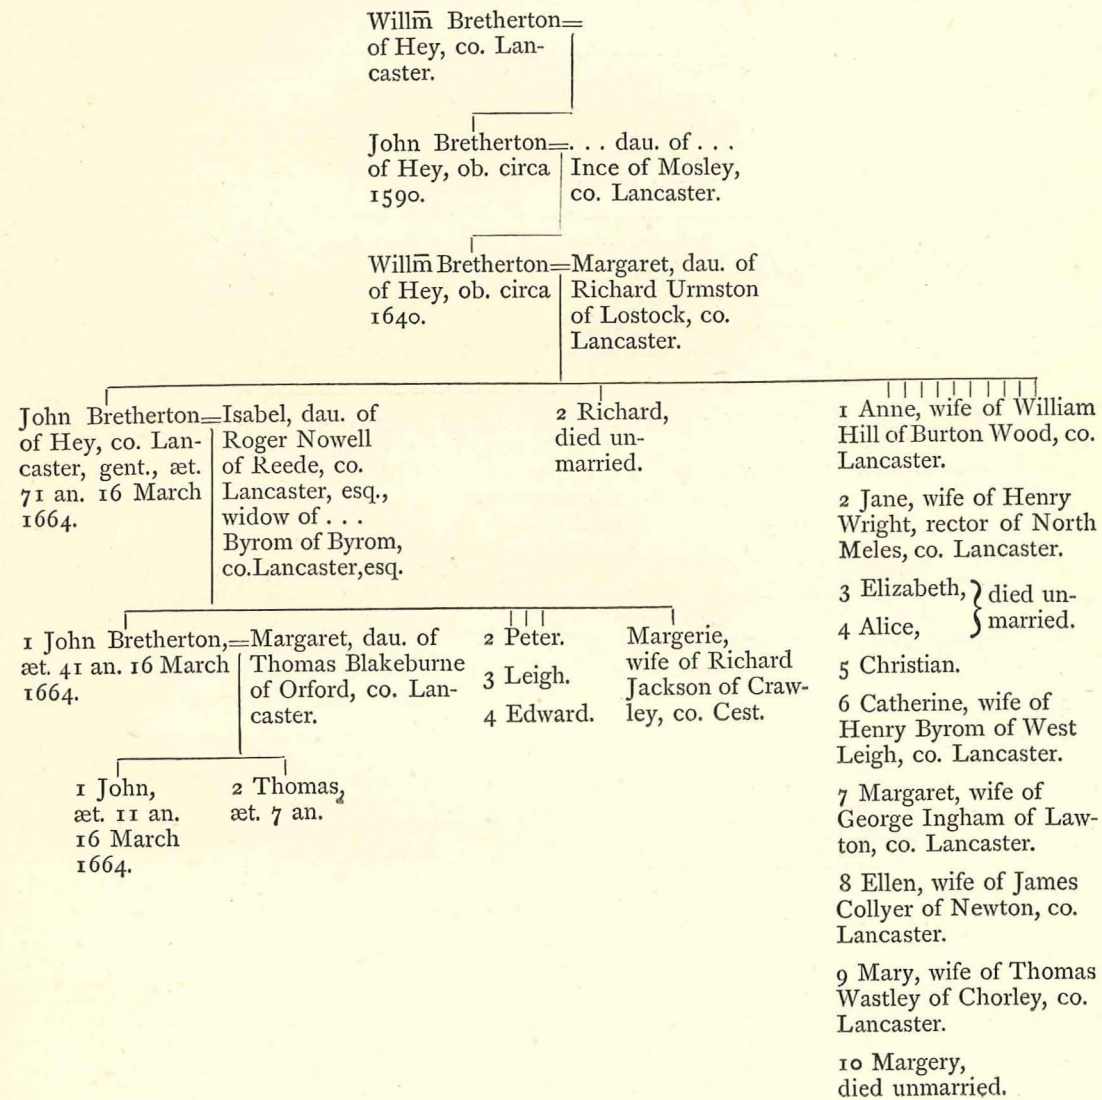 Willm̄ Bretherton=
of Hey, co. Lan-
caster.
John Bretherton=. . . dau. of . . .
of Hey, ob. circa Ince of Mosley,
1590. co. Lancaster.
Willm̄ Bretherton=Margaret, dau. of
of Hey, ob. circa Richard Urmston
1640. of Lostock, co.
Lancaster.
John Bretherton=Isabel, dau. of
of Hey, co. Lan- Roger Nowell
caster, gent., æt. of Reede, co.
71 an. 16 March Lancaster, esq.,
1664. widow of . . .
Byrom of Byrom,
co.Lancaster,esq.
2 Richard,
died un-
married.
1 Anne, wife of William
Hill of Burton Wood, co.
Lancaster.
2 Jane, wife of Henry
Wright, rector of North
Meles, co. Lancaster.
3 Elizabeth, } died un-
4 Alice, } married.
5 Christian.
6 Catherine, wife of
Henry Byrom of West
Leigh, co. Lancaster.
7 Margaret, wife of
George Ingham of Law-
ton, co. Lancaster.
8 Ellen, wife of James
Collyer of Newton, co.
Lancaster.
9 Mary, wife of Thomas
Wastley of Chorley, co.
Lancaster.
10 Margery,
died unmarried.
1 John Bretherton,=Margaret, dau. of
æt. 41 an. 16 March Thomas Blakeburne
1664. of Orford, co. Lan-
caster.
2 Peter.
3 Leigh.
4 Edward.
Margerie,
wife of Richard
Jackson of Craw-
ley, co. Cest.
1 John,
æt. 11 an.
16 March
1664.
2 Thomas,
æt. 7 an.